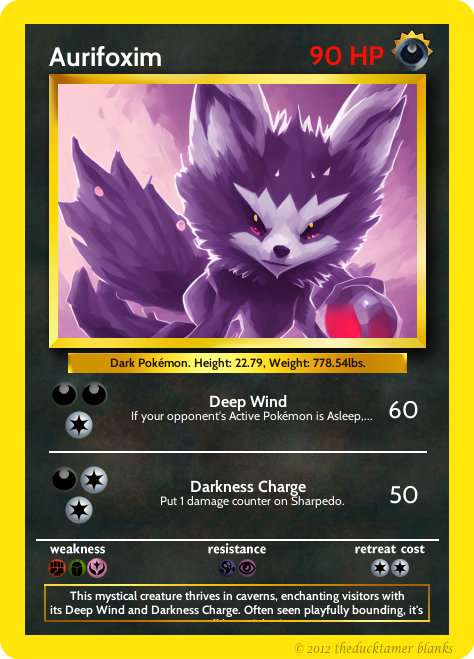 Aurifoxim
90 HP
Dark Pokémon. Height: 22.79, Weight: 778.54lbs.
Deep Wind
If your opponent's Active Pokémon is Asleep,...
60
Darkness Charge
Put 1 damage counter on Sharpedo.
50
weakness
resistance
retreat cost
This mystical creature thrives in caverns, enchanting visitors with
its Deep Wind and Darkness Charge. Often seen playfully bounding, it's
© 2012 theducktamer blanks